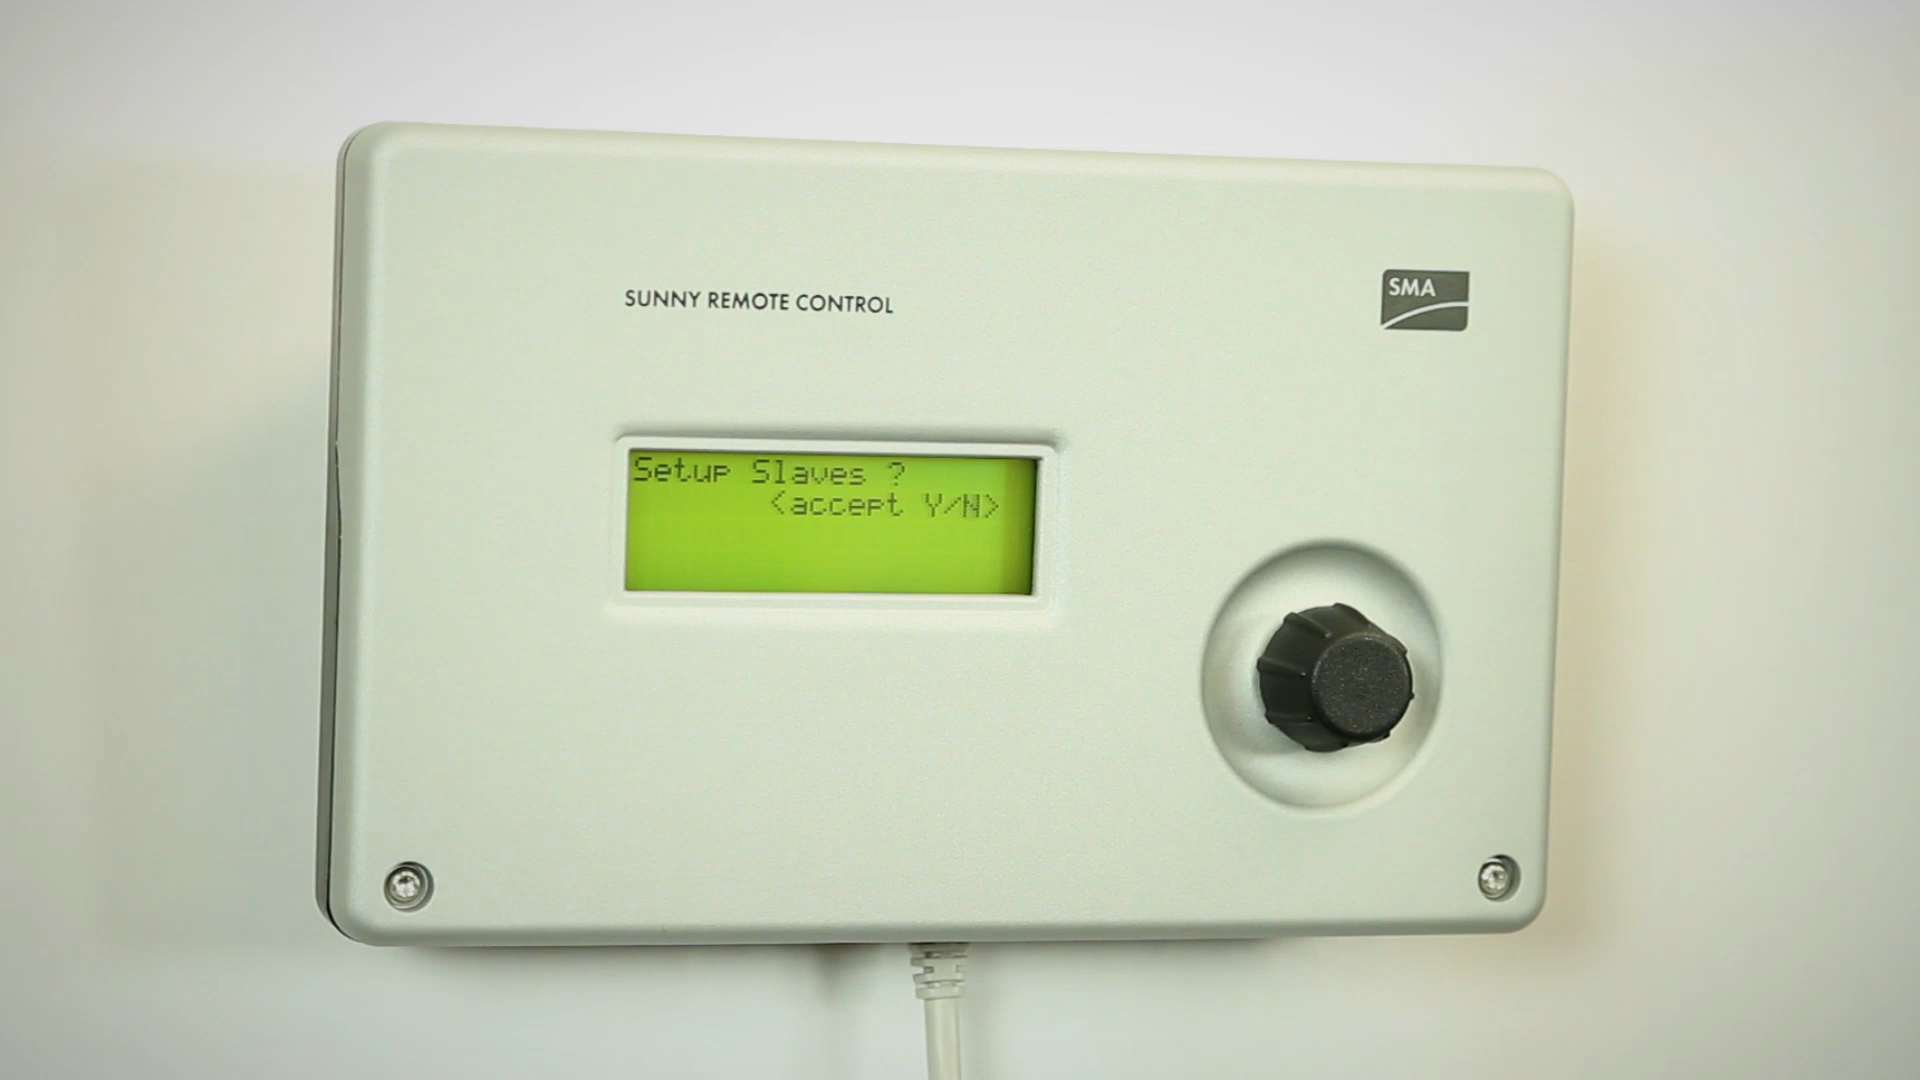 SUNNY REMOTE CONTROL
SMA
Setup Slaves ?
<accept Y/N>